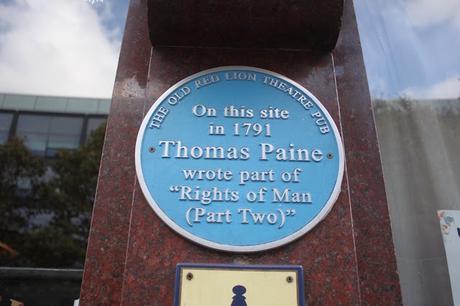 THE OLD RED LION THEATRE PUB
On this site
in 1791
Thomas Paine
wrote part of
"Rights of Man
(Part Two)"